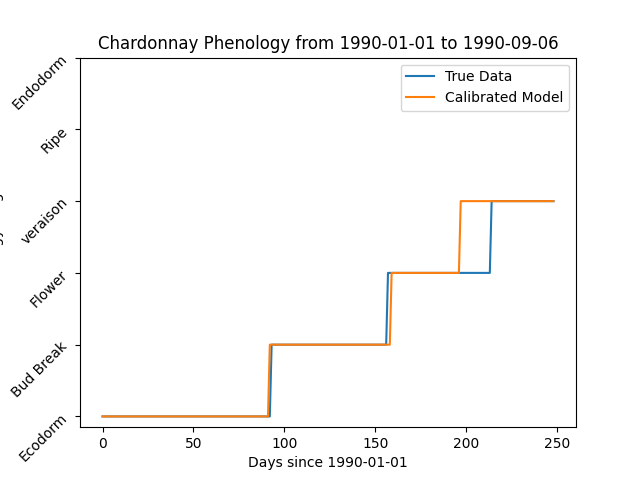 Chardonnay Phenology from 1990-01-01 to 1990-09-06
True Data
Calibrated Model
Endodorm
Ripe
veraison
Flower
Bud Break
Ecodorm
0 50 100 150 200 250
Days since 1990-01-01